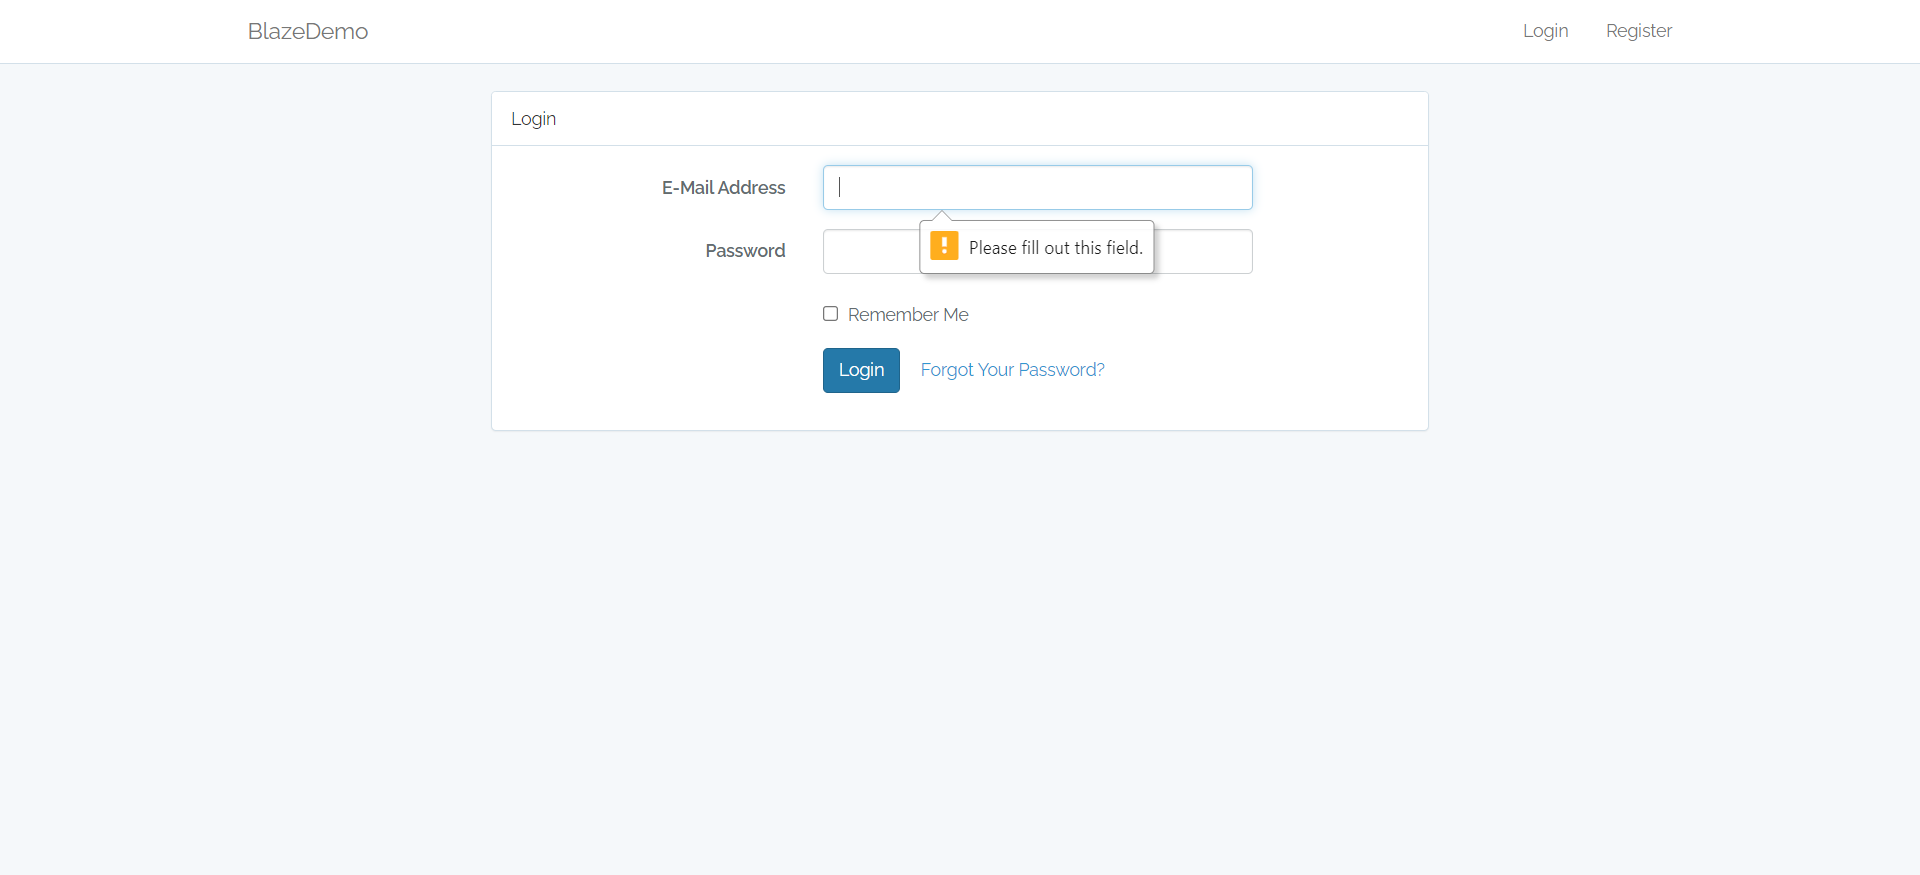 BlazeDemo
Login Register
Login
E-Mail Address
Please fill out this field.
Password
Remember Me
Login Forgot Your Password?